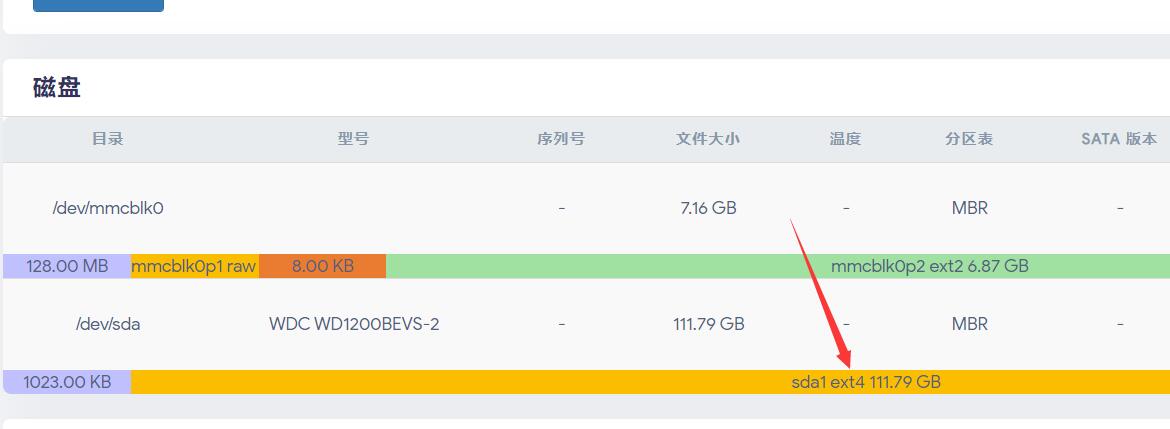 磁盘
目录 型号 序列号 文件大小 温度 分区表 SATA 版本
/dev/mmcblk0 - 7.16 GB - MBR -
128.00 MB mmcblk0p1 raw 8.00 KB mmcblk0p2 ext2 6.87 GB
/dev/sda WDC WD1200BEVS-2 - 111.79 GB - MBR -
1023.00 KB sda1 ext4 111.79 GB